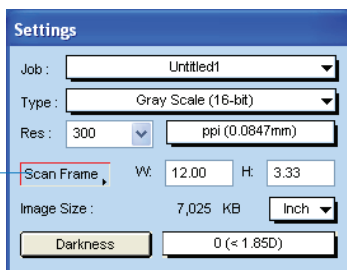 Settings
Job : Untitled1
Type : Gray Scale (16-bit)
Res : 300 ppi (0.0847mm)
Scan Frame W: 12.00 H: 3.33
Image Size : 7,025 KB Inch
Darkness 0 (< 1.85D)